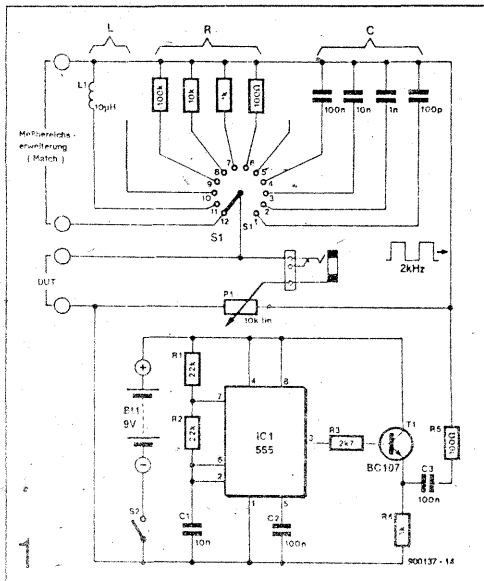 L
R
C
L1
10µH
100k
10k
1k
100Ω
100n
10n
1n
100p
Meßbereichs-
erweiterung
( Match )
7
6
8
5
9
4
10
3
11
2
12
1
S1
S1
DUT
2kHz
P1
10k lin
R1
22k
4
8
7
R2
22k
IC1
555
3
R3
2k7
T1
BC107
R5
100Ω
6
2
C3
100n
Bt1
9V
S2
C1
10n
1
5
C2
100n
R4
1k
900137 - 14
1